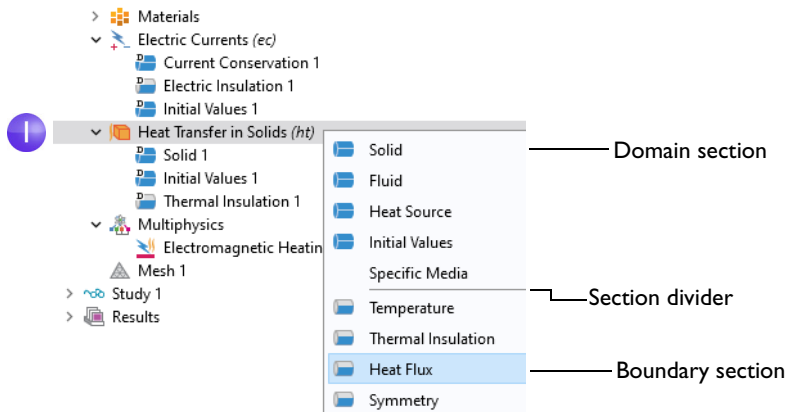 Materials
Electric Currents (ec)
D Current Conservation 1
D Electric Insulation 1
D Initial Values 1
1 Heat Transfer in Solids (ht)
D Solid 1
D Initial Values 1
D Thermal Insulation 1
Multiphysics
Electromagnetic Heatin
Mesh 1
Study 1
Results
Solid
Fluid
Heat Source
Initial Values
Specific Media
Temperature
Thermal Insulation
Heat Flux
Symmetry
Domain section
Section divider
Boundary section